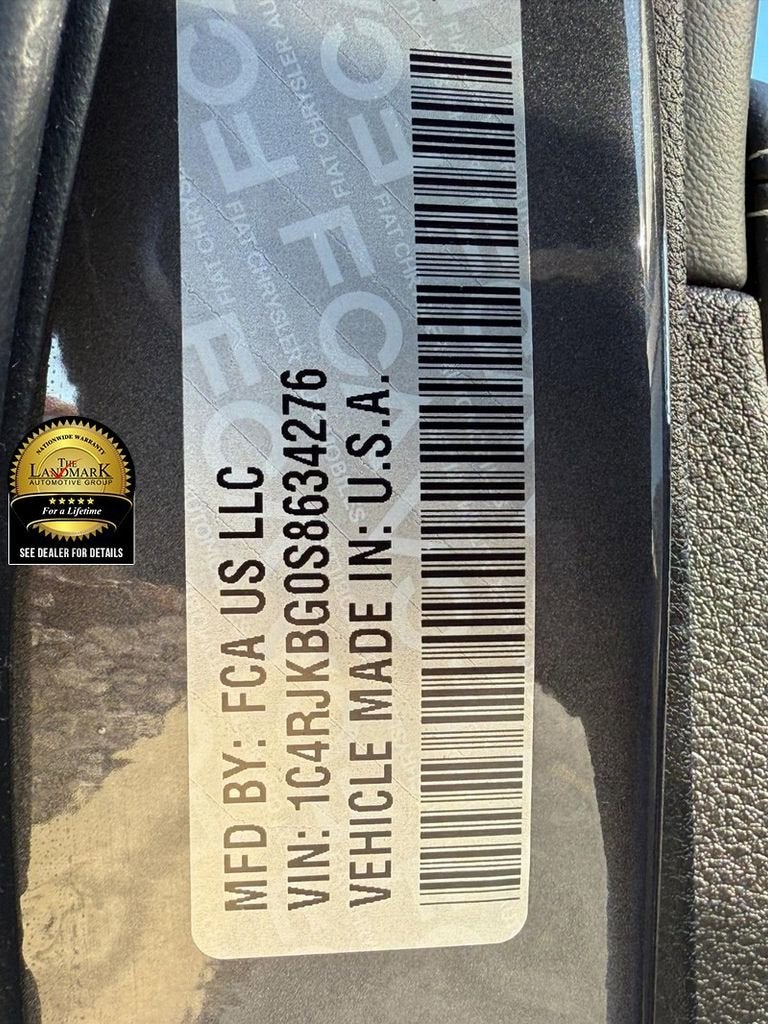 MFD BY: FCA US LLC
VIN: 1C4RJKBG0S8634276
VEHICLE MADE IN: U.S.A.
NATIONWIDE WARRANTY
THE
LANDMARK
AUTOMOTIVE GROUP
For a Lifetime
SEE DEALER FOR DETAILS